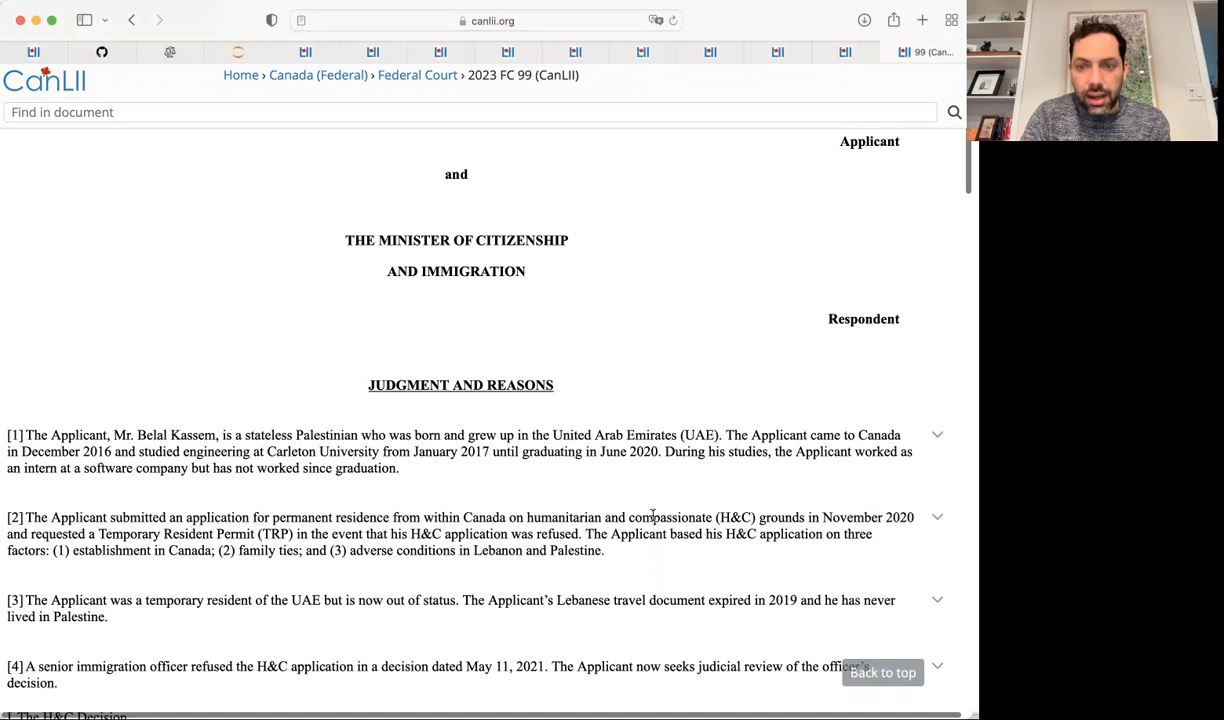 canlii.org
99 (Can...
CanLII
Home › Canada (Federal) › Federal Court › 2023 FC 99 (CanLII)
Find in document
Applicant
and
THE MINISTER OF CITIZENSHIP
AND IMMIGRATION
Respondent
JUDGMENT AND REASONS
[1] The Applicant, Mr. Belal Kassem, is a stateless Palestinian who was born and grew up in the United Arab Emirates (UAE). The Applicant came to Canada
in December 2016 and studied engineering at Carleton University from January 2017 until graduating in June 2020. During his studies, the Applicant worked as
an intern at a software company but has not worked since graduation.
[2] The Applicant submitted an application for permanent residence from within Canada on humanitarian and compassionate (H&C) grounds in November 2020
and requested a Temporary Resident Permit (TRP) in the event that his H&C application was refused. The Applicant based his H&C application on three
factors: (1) establishment in Canada; (2) family ties; and (3) adverse conditions in Lebanon and Palestine.
[3] The Applicant was a temporary resident of the UAE but is now out of status. The Applicant’s Lebanese travel document expired in 2019 and he has never
lived in Palestine.
[4] A senior immigration officer refused the H&C application in a decision dated May 11, 2021. The Applicant now seeks judicial review of the officer’s
decision.
Back to top
I. The H&C Decision